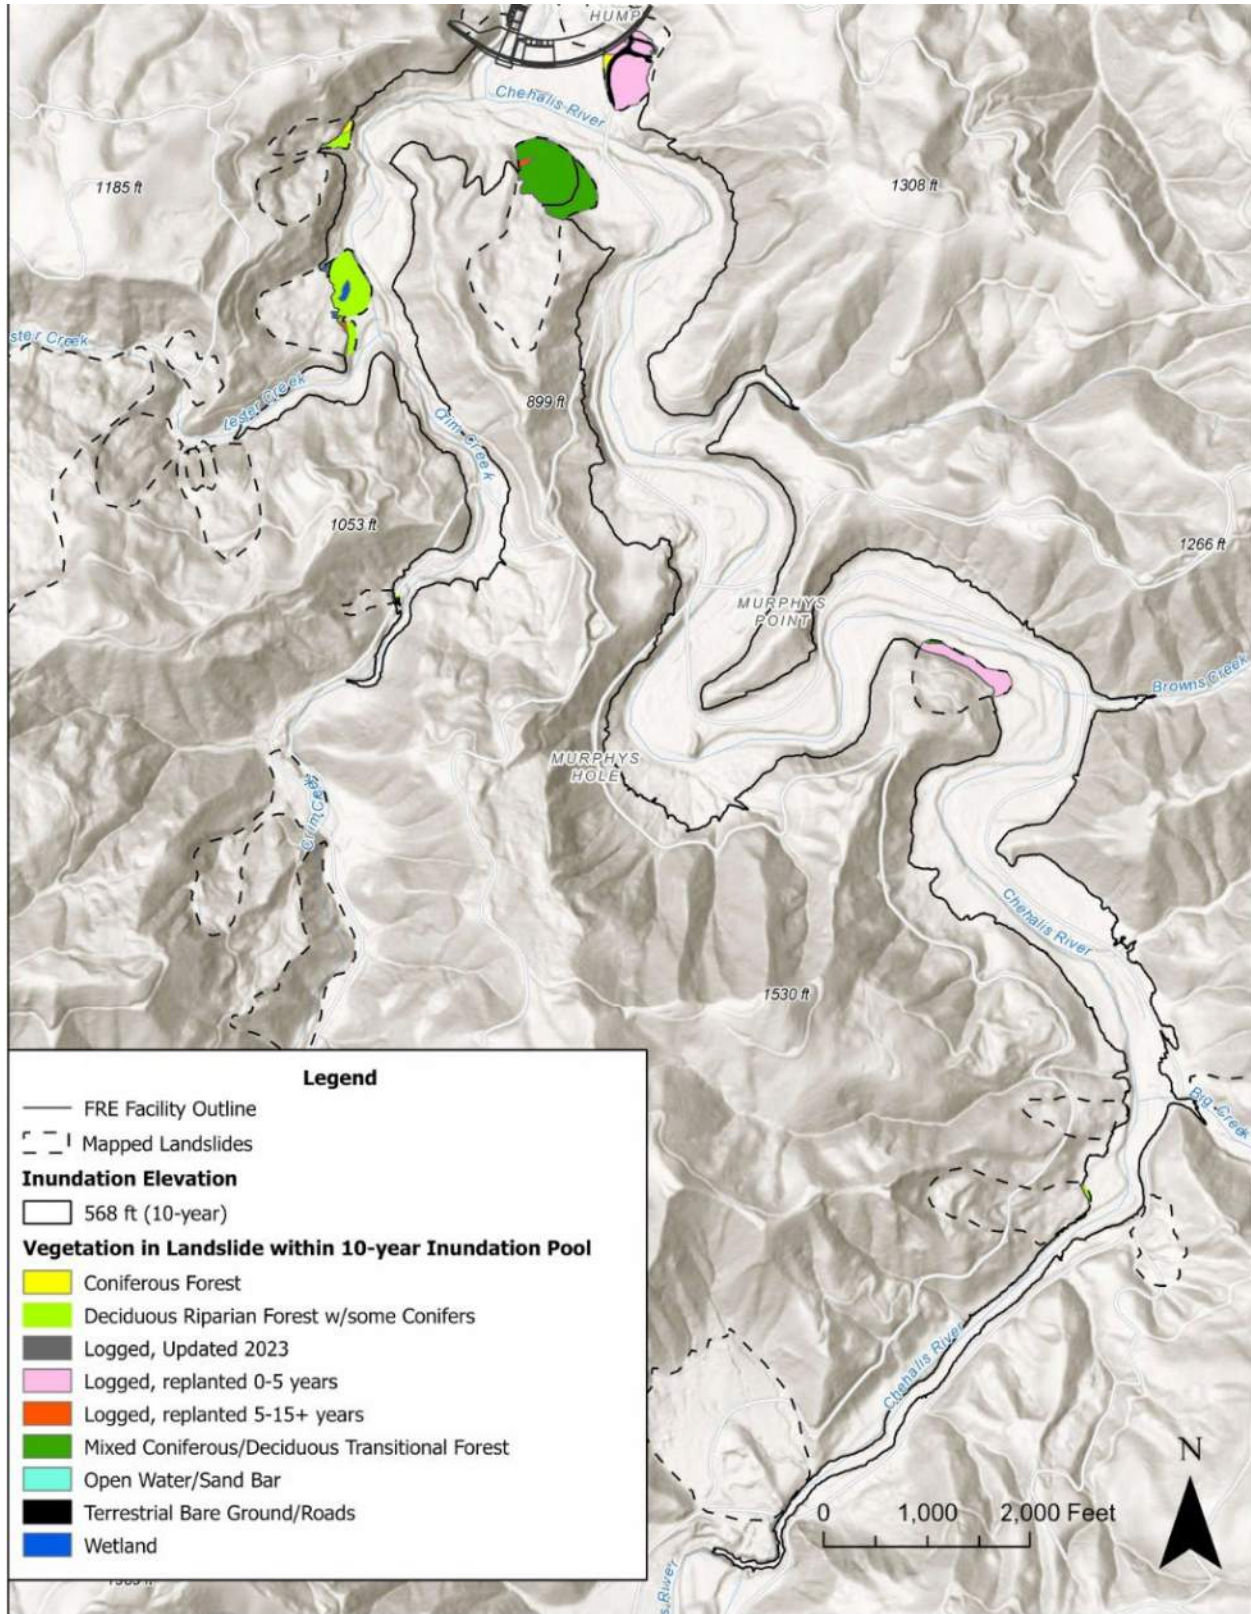 HUMP
Chehalis River
1185 ft
1308 ft
ster Creek
Lester Creek
899 ft
Crim Creek
1053 ft
1266 ft
MURPHYS
POINT
Browns Creek
MURPHYS
HOLE
Crim Creek
Chehalis River
1530 ft
Big Creek
Legend
FRE Facility Outline
Mapped Landslides
Inundation Elevation
568 ft (10-year)
Vegetation in Landslide within 10-year Inundation Pool
Coniferous Forest
Deciduous Riparian Forest w/some Conifers
Logged, Updated 2023
Logged, replanted 0-5 years
Logged, replanted 5-15+ years
Mixed Coniferous/Deciduous Transitional Forest
Open Water/Sand Bar
Terrestrial Bare Ground/Roads
Wetland
Chehalis River
N
0 1,000 2,000 Feet
s River